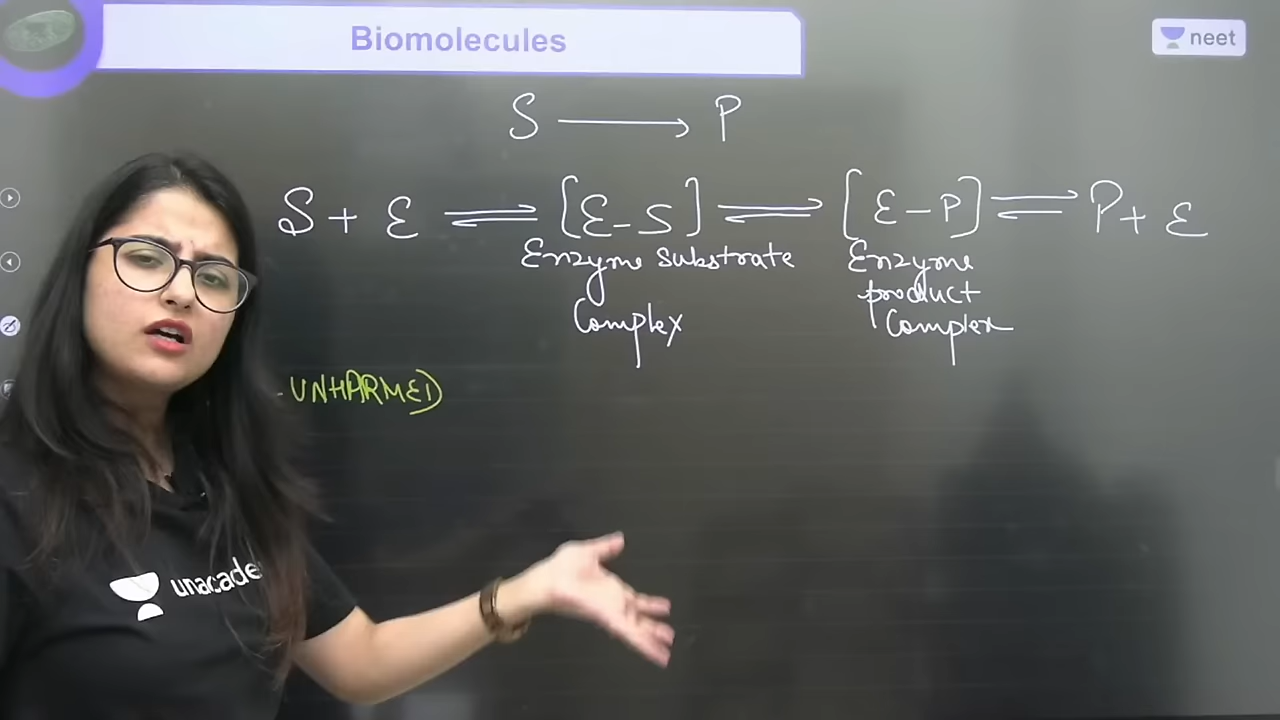 Biomolecules
neet
S → P
S + E ⇌ [E-S] ⇌ [E-P] ⇌ P + E
Enzyme substrate
Complex
Enzyme
product
Complex
- UNHARMED
unacade